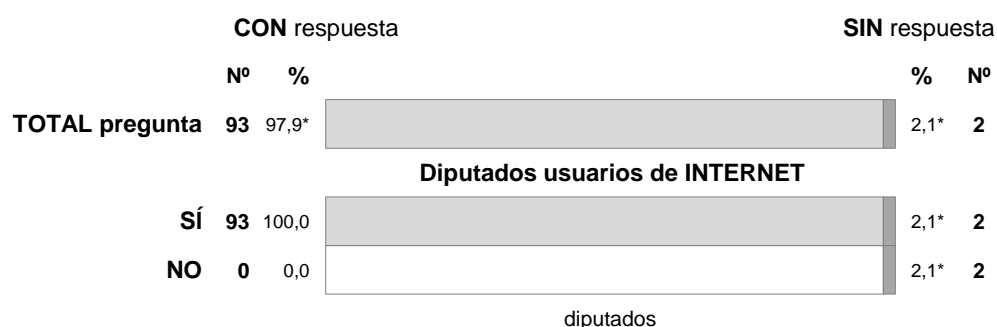 CON respuesta SIN respuesta
Nº % % Nº
TOTAL pregunta 93 97,9* 2,1* 2
Diputados usuarios de INTERNET
SÍ 93 100,0 2,1* 2
NO 0 0,0 2,1* 2
diputados